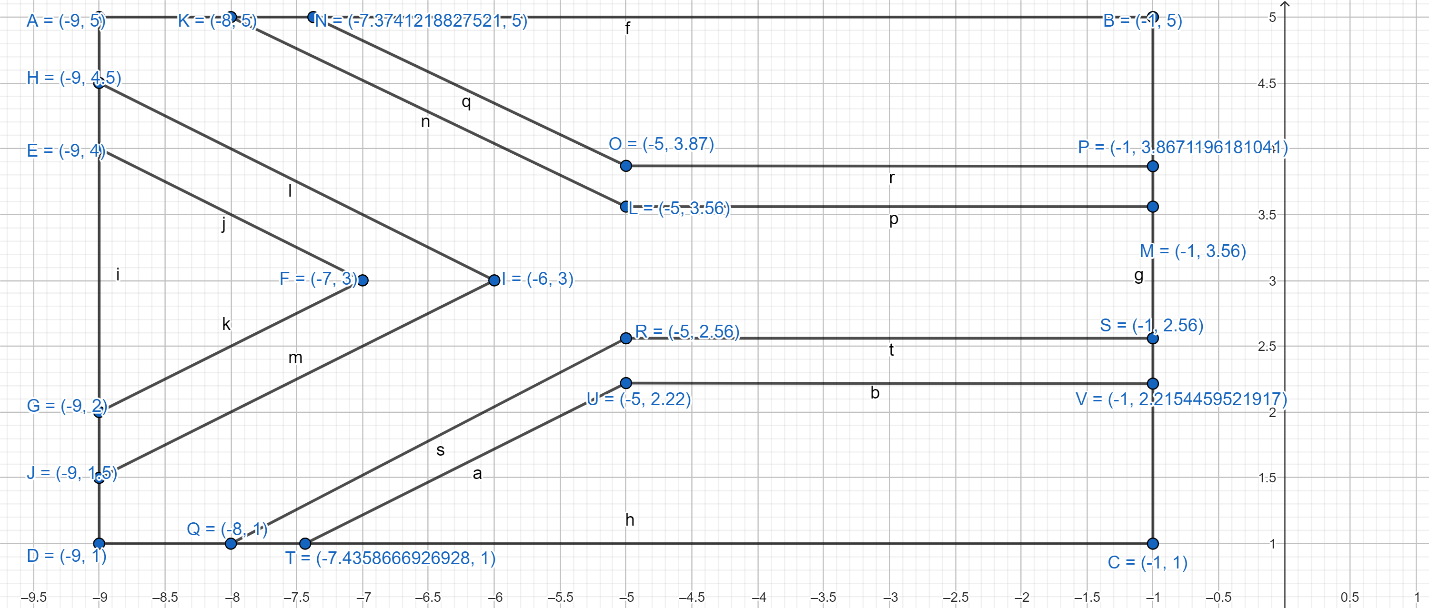 A = (-9, 5)
K = (-8, 5)
N = (-7.3741218827521, 5)
f
B = (-1, 5)
5
H = (-9, 4.5)
4.5
q
n
E = (-9, 4)
O = (-5, 3.87)
P = (-1, 3.8671196181041)
4
r
l
L = (-5, 3.56)
3.5
j
p
M = (-1, 3.56)
i
F = (-7, 3)
I = (-6, 3)
g
3
k
R = (-5, 2.56)
S = (-1, 2.56)
m
t
2.5
G = (-9, 2)
U = (-5, 2.22)
b
V = (-1, 2.2154459521917)
2
s
J = (-9, 1.5)
a
1.5
Q = (-8, 1)
h
D = (-9, 1)
T = (-7.4358666926928, 1)
C = (-1, 1)
1
–9.5 –9 –8.5 –8 –7.5 –7 –6.5 –6 –5.5 –5 –4.5 –4 –3.5 –3 –2.5 –2 –1.5 –1 –0.5 0 0.5 1